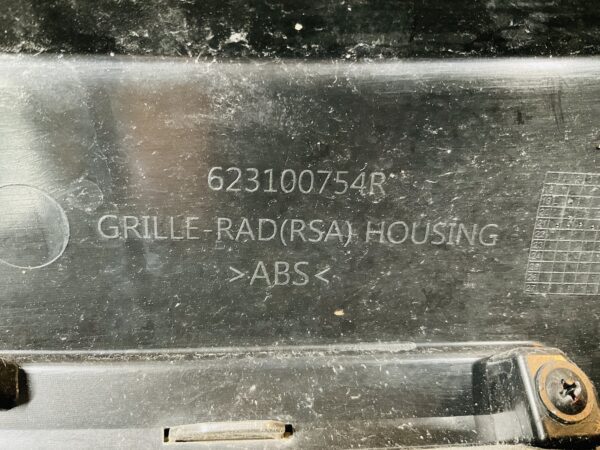 623100754R
GRILLE-RAD(RSA) HOUSING
>ABS<